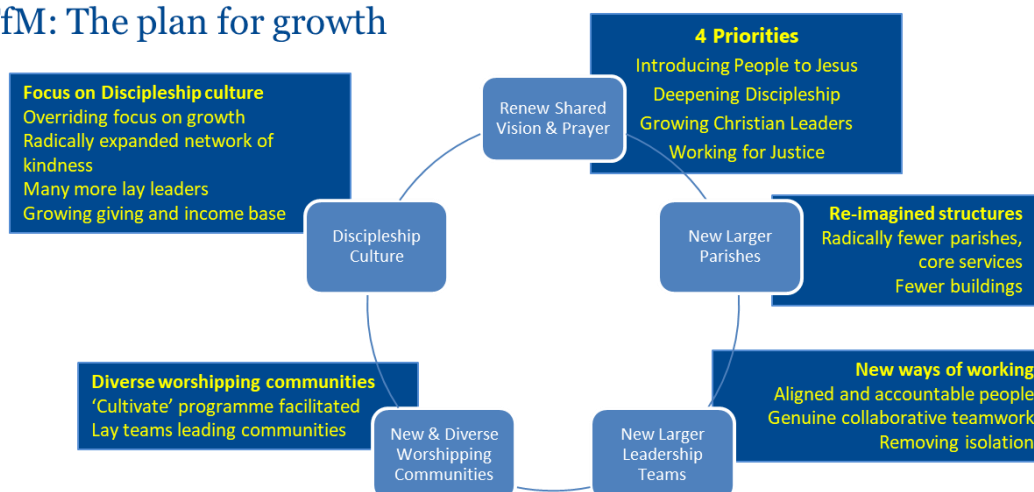 fM: The plan for growth
4 Priorities
Introducing People to Jesus
Deepening Discipleship
Growing Christian Leaders
Working for Justice
Renew Shared
Vision & Prayer
Focus on Discipleship culture
Overriding focus on growth
Radically expanded network of
kindness
Many more lay leaders
Growing giving and income base
Discipleship
Culture
New Larger
Parishes
Re-imagined structures
Radically fewer parishes,
core services
Fewer buildings
Diverse worshipping communities
‘Cultivate’ programme facilitated
Lay teams leading communities
New & Diverse
Worshipping
Communities
New Larger
Leadership
Teams
New ways of working
Aligned and accountable people
Genuine collaborative teamwork
Removing isolation